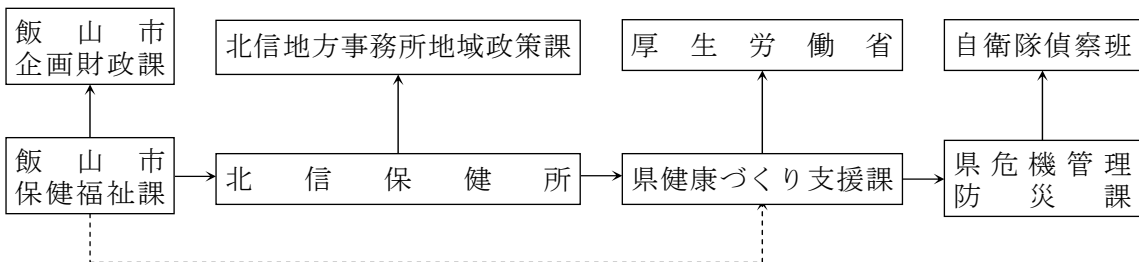 飯山市
企画財政課
北信地方事務所地域政策課
厚生労働省
自衛隊偵察班
飯山市
保健福祉課
北信保健所
県健康づくり支援課
県危機管理
防災課